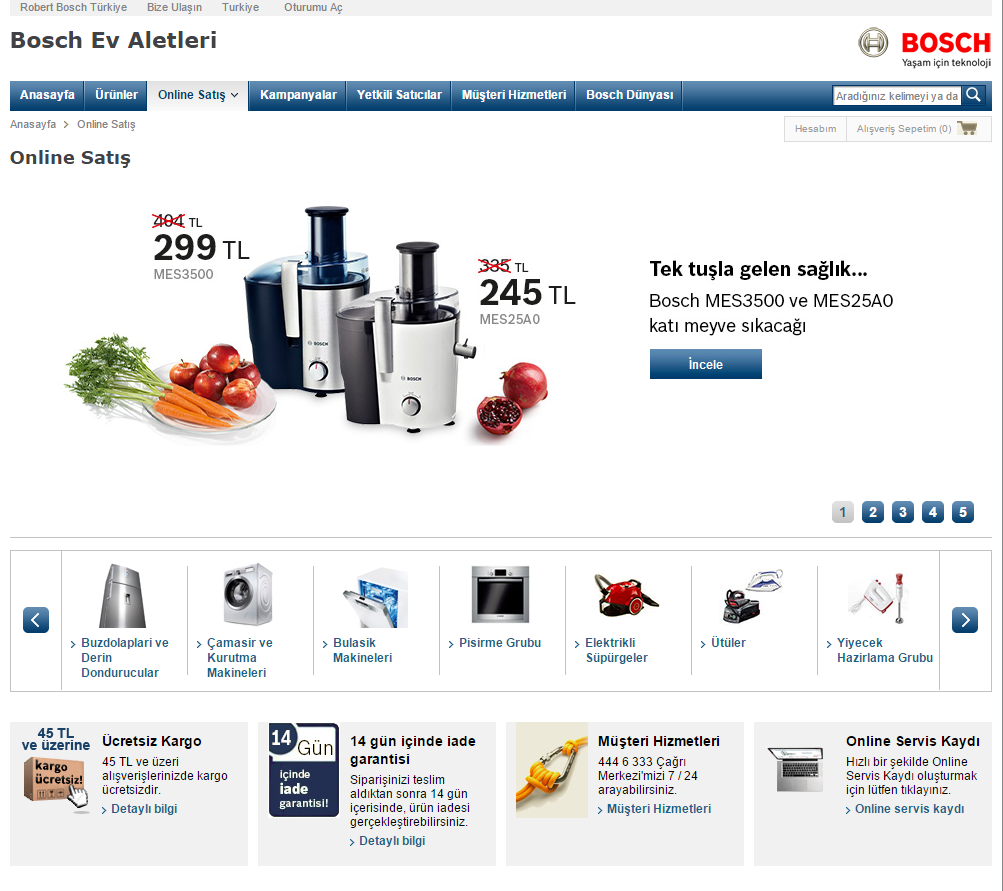 Robert Bosch Türkiye Bize Ulaşın Turkiye Oturumu Aç
Bosch Ev Aletleri
BOSCH
Yaşam için teknoloji
Anasayfa Ürünler Online Satış Kampanyalar Yetkili Satıcılar Müşteri Hizmetleri Bosch Dünyası Aradığınız kelimeyi ya da
Anasayfa Online Satış
Hesabım Alışveriş Sepetim (0)
Online Satış
404 TL
299 TL
MES3500
335 TL
245 TL
MES25A0
BOSCH
BOSCH
Tek tuşla gelen sağlık...
Bosch MES3500 ve MES25A0
katı meyve sıkacağı
İncele
1 2 3 4 5
Buzdolaplari ve
Derin
Dondurucular
Çamasir ve
Kurutma
Makineleri
Bulasik
Makineleri
Pisirme Grubu
Elektrikli
Süpürgeler
Ütüler
Yiyecek
Hazirlama Grubu
45 TL
ve üzerine
kargo
ücretsiz!
Ücretsiz Kargo
45 TL ve üzeri
alışverişlerinizde kargo
ücretsizdir.
Detaylı bilgi
14 Gün
içinde
iade
garantisi!
14 gün içinde iade
garantisi
Siparişinizi teslim
aldıktan sonra 14 gün
içerisinde, ürün iadesi
gerçekleştirebilirsiniz.
Detaylı bilgi
Müşteri Hizmetleri
444 6 333 Çağrı
Merkezi'mizi 7 / 24
arayabilirsiniz.
Müşteri Hizmetleri
Online Servis Kaydı
Hızlı bir şekilde Online
Servis Kaydı oluşturmak
için lütfen tıklayınız.
Online servis kaydı